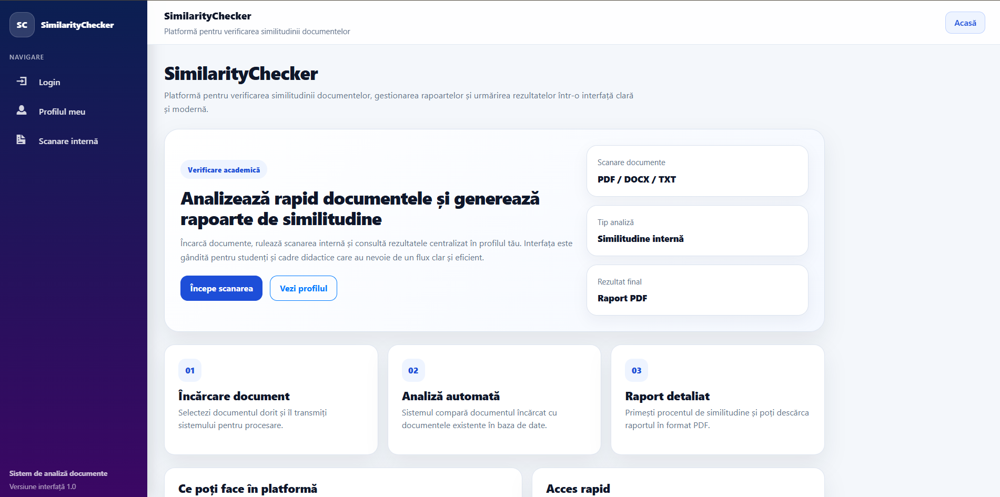 SC
SimilarityChecker
NAVIGARE
Login
Profilul meu
Scanare internă
Sistem de analiză documente
Versiune interfață 1.0
SimilarityChecker
Platformă pentru verificarea similitudinii documentelor
Acasă
SimilarityChecker
Platformă pentru verificarea similitudinii documentelor, gestionarea rapoartelor și urmărirea rezultatelor într-o interfață clară
și modernă.
Verificare academică
Analizează rapid documentele și generează
rapoarte de similitudine
Încarcă documente, rulează scanarea internă și consultă rezultatele centralizat în profilul tău. Interfața este
gândită pentru studenți și cadre didactice care au nevoie de un flux clar și eficient.
Începe scanarea
Vezi profilul
Scanare documente
PDF / DOCX / TXT
Tip analiză
Similitudine internă
Rezultat final
Raport PDF
01
Încărcare document
Selectezi documentul dorit și îl transmiți
sistemului pentru procesare.
02
Analiză automată
Sistemul compară documentul încărcat cu
documentele existente în baza de date.
03
Raport detaliat
Primești procentul de similitudine și poți descărca
raportul în format PDF.
Ce poți face în platformă
Acces rapid